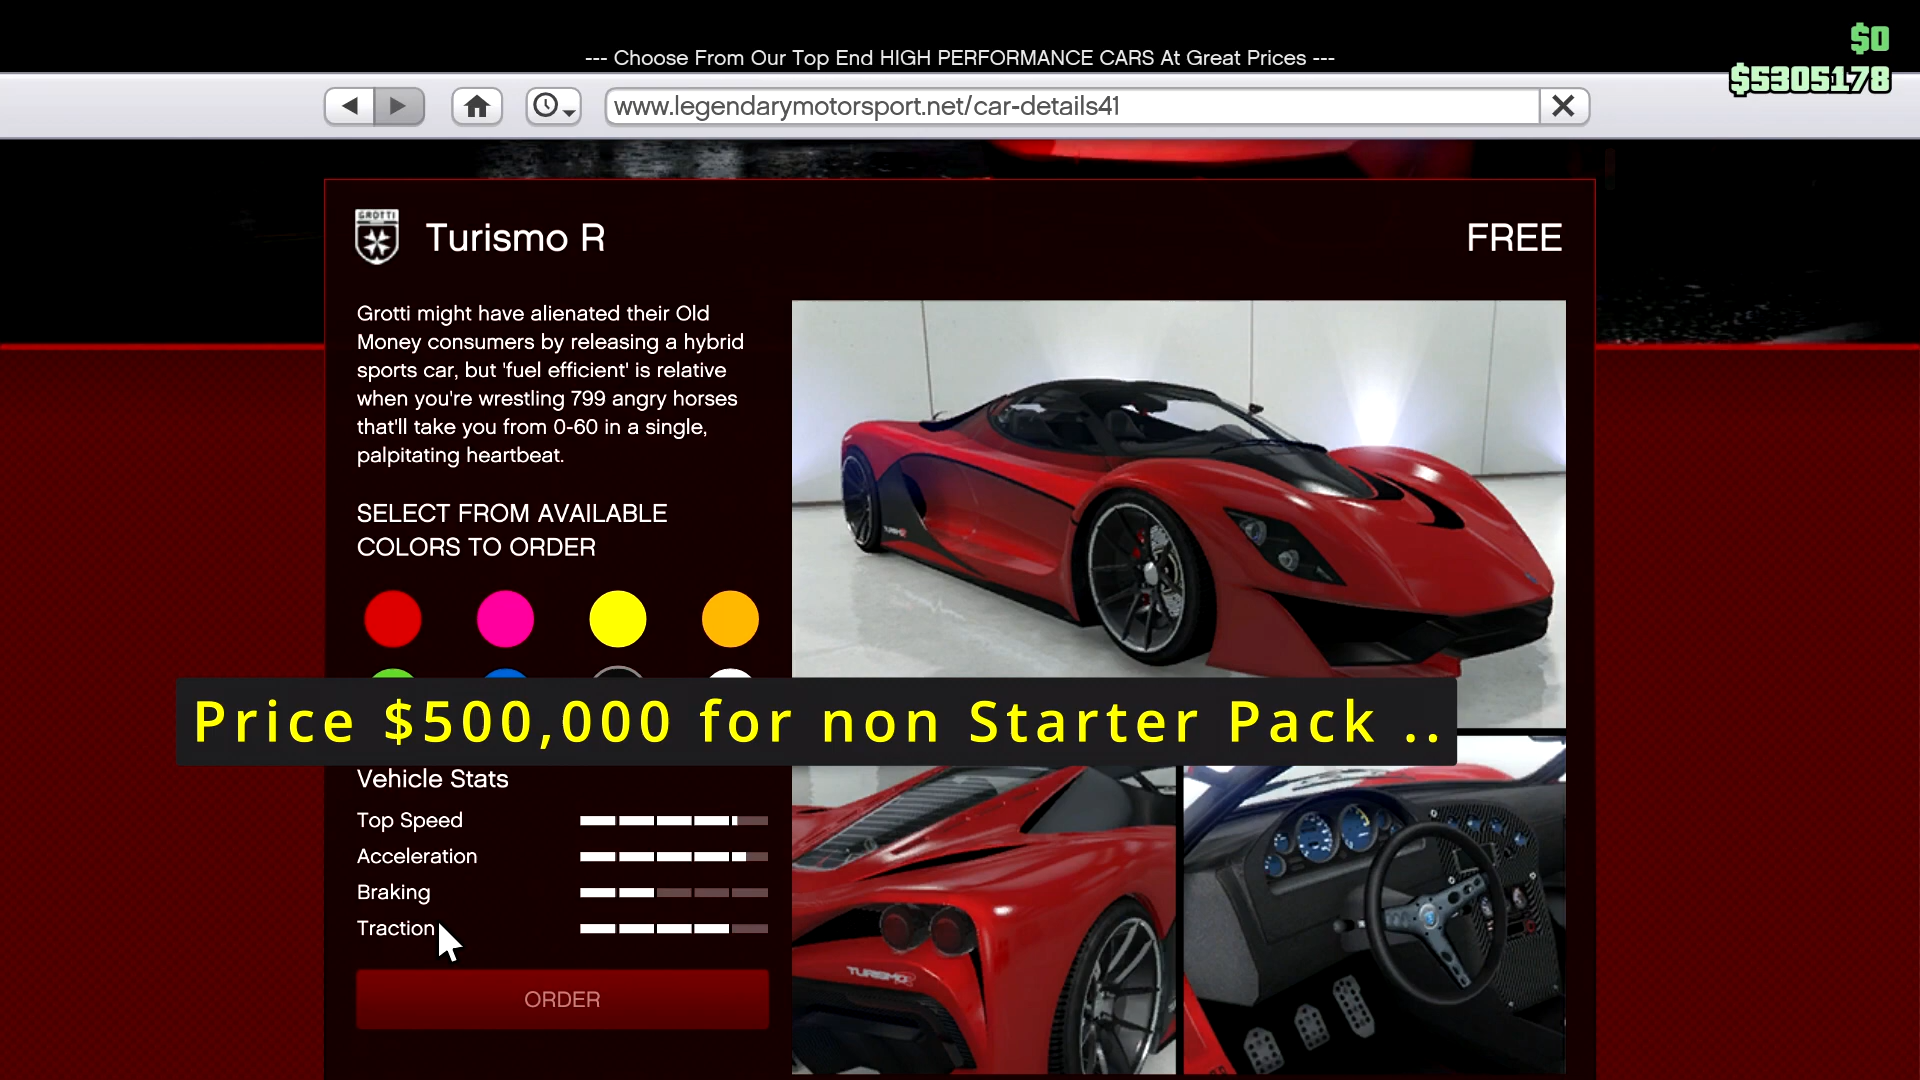 $0
--- Choose From Our Top End HIGH PERFORMANCE CARS At Great Prices ---
$5305178
www.legendarymotorsport.net/car-details41
GROTTI
Turismo R
FREE
Grotti might have alienated their Old
Money consumers by releasing a hybrid
sports car, but 'fuel efficient' is relative
when you're wrestling 799 angry horses
that'll take you from 0-60 in a single,
palpitating heartbeat.
SELECT FROM AVAILABLE
COLORS TO ORDER
Price $500,000 for non Starter Pack ..
Vehicle Stats
Top Speed
Acceleration
Braking
Traction
ORDER
TURISMO R